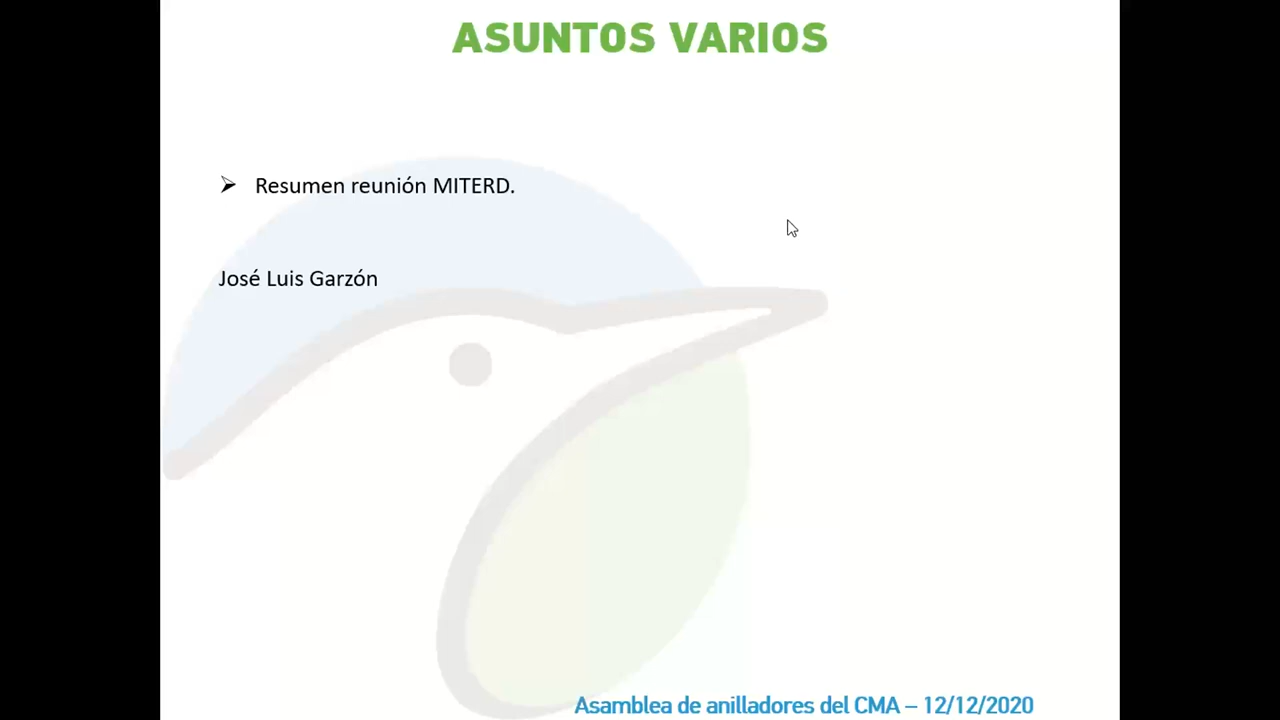 ASUNTOS VARIOS
Resumen reunión MITERD.
José Luis Garzón
Asamblea de anilladores del CMA – 12/12/2020